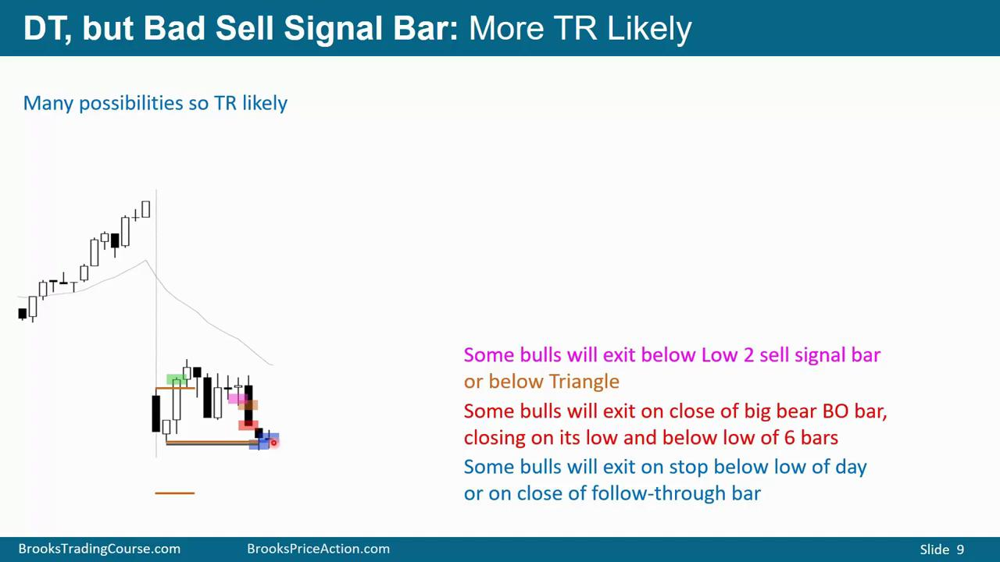 DT, but Bad Sell Signal Bar: More TR Likely
Many possibilities so TR likely
Some bulls will exit below Low 2 sell signal bar
or below Triangle
Some bulls will exit on close of big bear BO bar,
closing on its low and below low of 6 bars
Some bulls will exit on stop below low of day
or on close of follow-through bar
BrooksTradingCourse.com
BrooksPriceAction.com
Slide 9